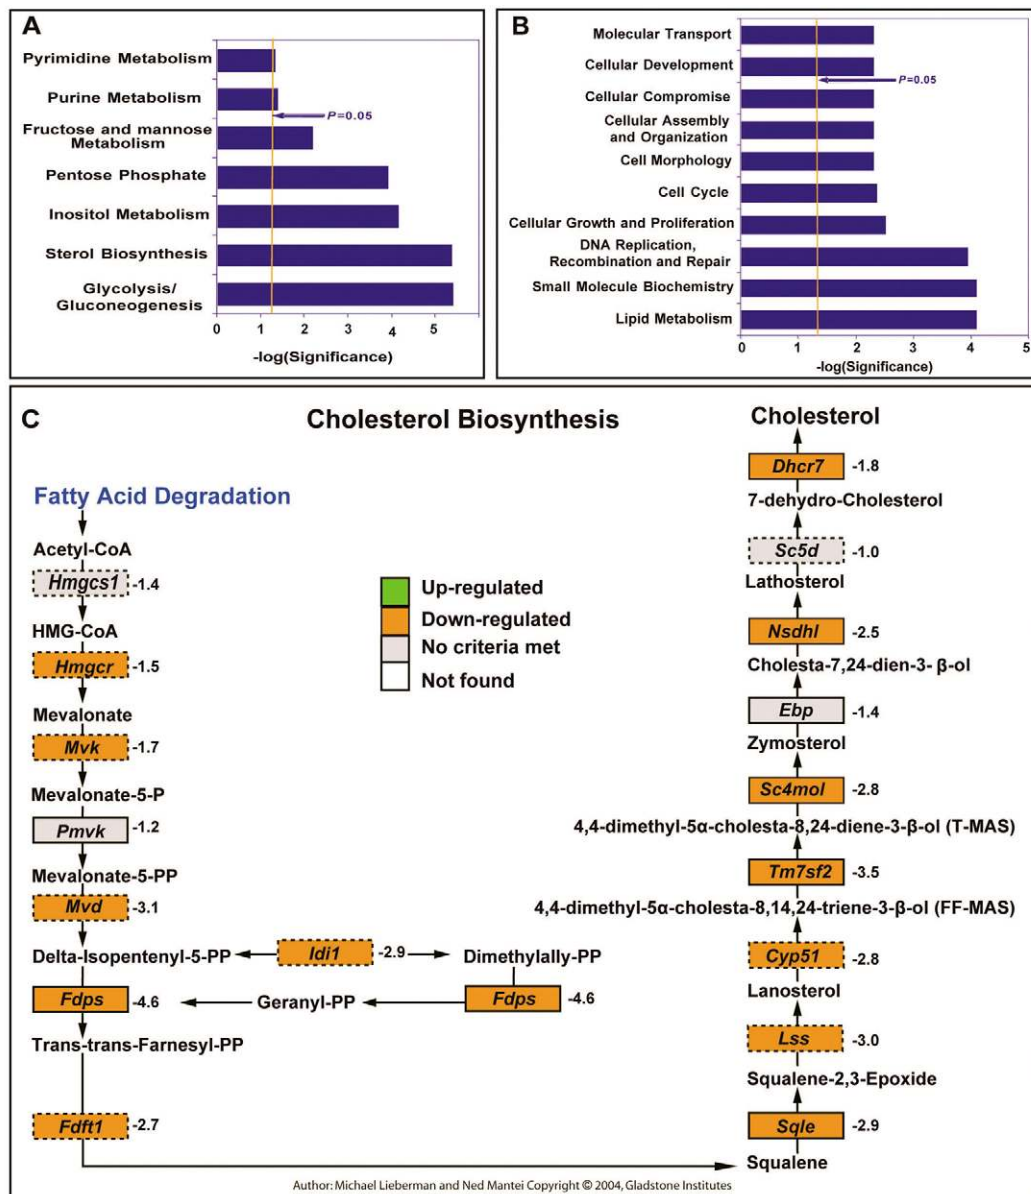 A
Pyrimidine Metabolism
Purine Metabolism
P=0.05
Fructose and mannose
Metabolism
Pentose Phosphate
Inositol Metabolism
Sterol Biosynthesis
Glycolysis/
Gluconeogenesis
0 1 2 3 4 5
-log(Significance)
B
Molecular Transport
Cellular Development
P=0.05
Cellular Compromise
Cellular Assembly
and Organization
Cell Morphology
Cell Cycle
Cellular Growth and Proliferation
DNA Replication,
Recombination and Repair
Small Molecule Biochemistry
Lipid Metabolism
0 1 2 3 4 5
-log(Significance)
C
Cholesterol Biosynthesis
Fatty Acid Degradation
Acetyl-CoA
Hmgcs1 -1.4
HMG-CoA
Hmgcr -1.5
Mevalonate
Mvk -1.7
Mevalonate-5-P
Pmvk -1.2
Mevalonate-5-PP
Mvd -3.1
Delta-Isopentenyl-5-PP
Idi1 -2.9
Dimethylally-PP
Fdps -4.6
Geranyl-PP
Fdps -4.6
Trans-trans-Farnesyl-PP
Fdft1 -2.7
Up-regulated
Down-regulated
No criteria met
Not found
Cholesterol
Dhcr7 -1.8
7-dehydro-Cholesterol
Sc5d -1.0
Lathosterol
Nsdhl -2.5
Cholesta-7,24-dien-3- β-ol
Ebp -1.4
Zymosterol
Sc4mol -2.8
4,4-dimethyl-5α-cholesta-8,24-diene-3-β-ol (T-MAS)
Tm7sf2 -3.5
4,4-dimethyl-5α-cholesta-8,14,24-triene-3-β-ol (FF-MAS)
Cyp51 -2.8
Lanosterol
Lss -3.0
Squalene-2,3-Epoxide
Sqle -2.9
Squalene
Author: Michael Lieberman and Ned Mantei Copyright © 2004, Gladstone Institutes